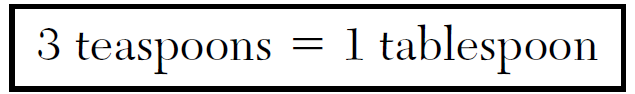 3 teaspoons = 1 tablespoon